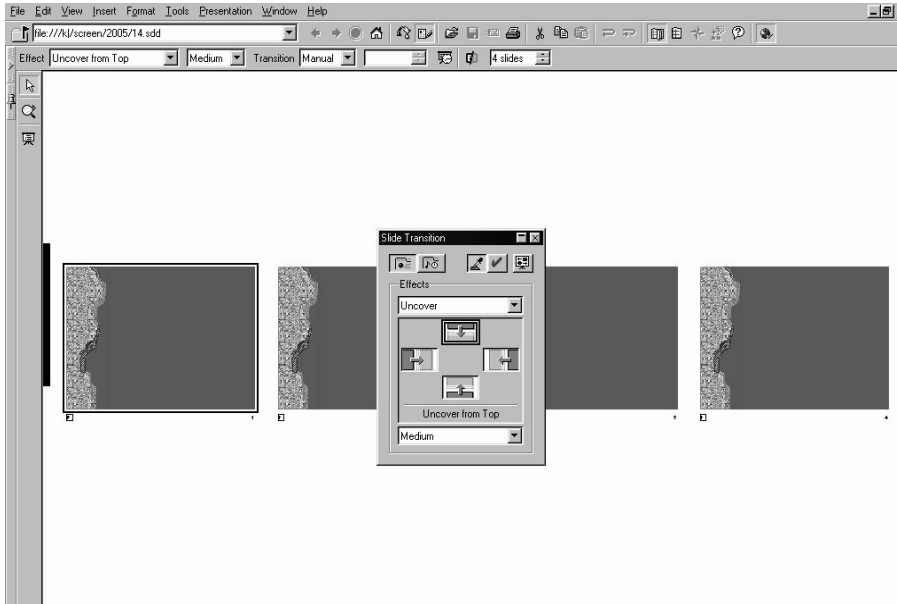 File Edit View Insert Format Tools Presentation Window Help
file:///k|/screen/2005/14.sdd
Effect Uncover from Top Medium Transition Manual 4 slides
Slide Transition
Effects
Uncover
Uncover from Top
Medium